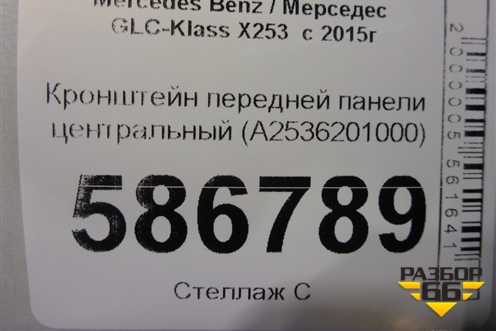 Mercedes Benz / Мерседес
GLC-Klass X253 с 2015г
Кронштейн передней панели
центральный (A2536201000)
586789
Стеллаж С
РАЗБОР
66